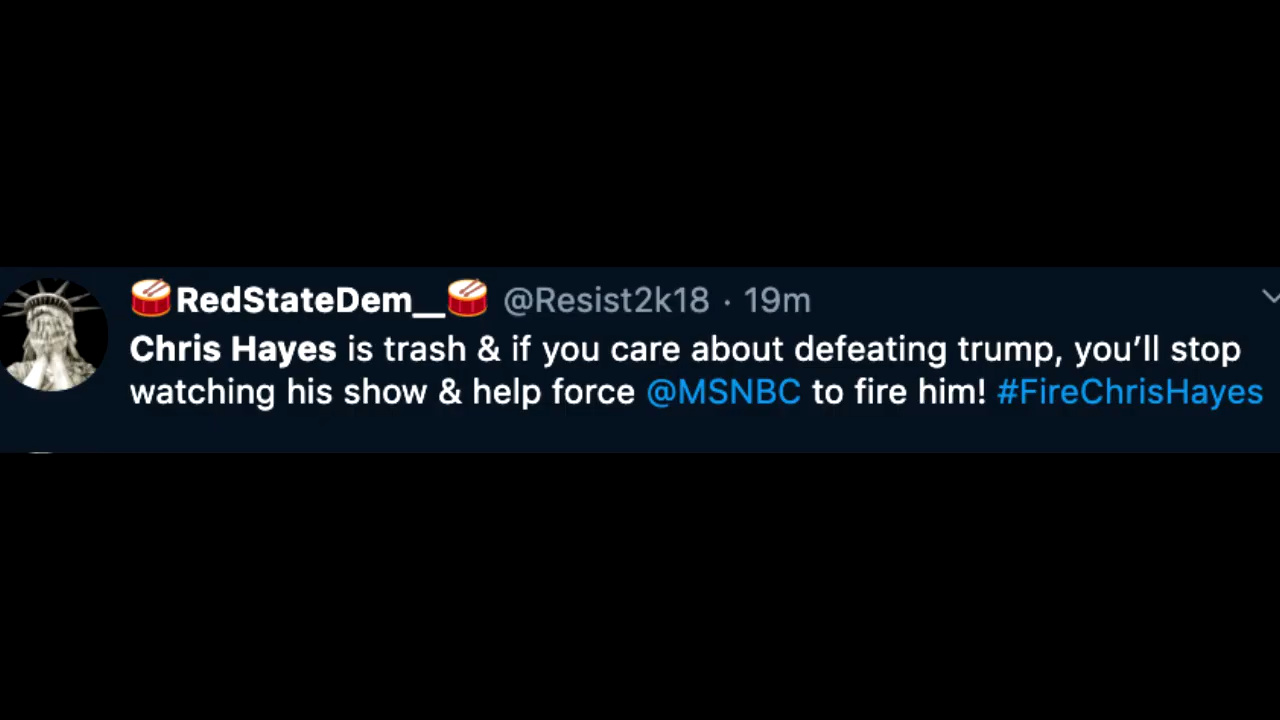 🥁RedStateDem__🥁 @Resist2k18 · 19m
Chris Hayes is trash & if you care about defeating trump, you’ll stop
watching his show & help force @MSNBC to fire him! #FireChrisHayes